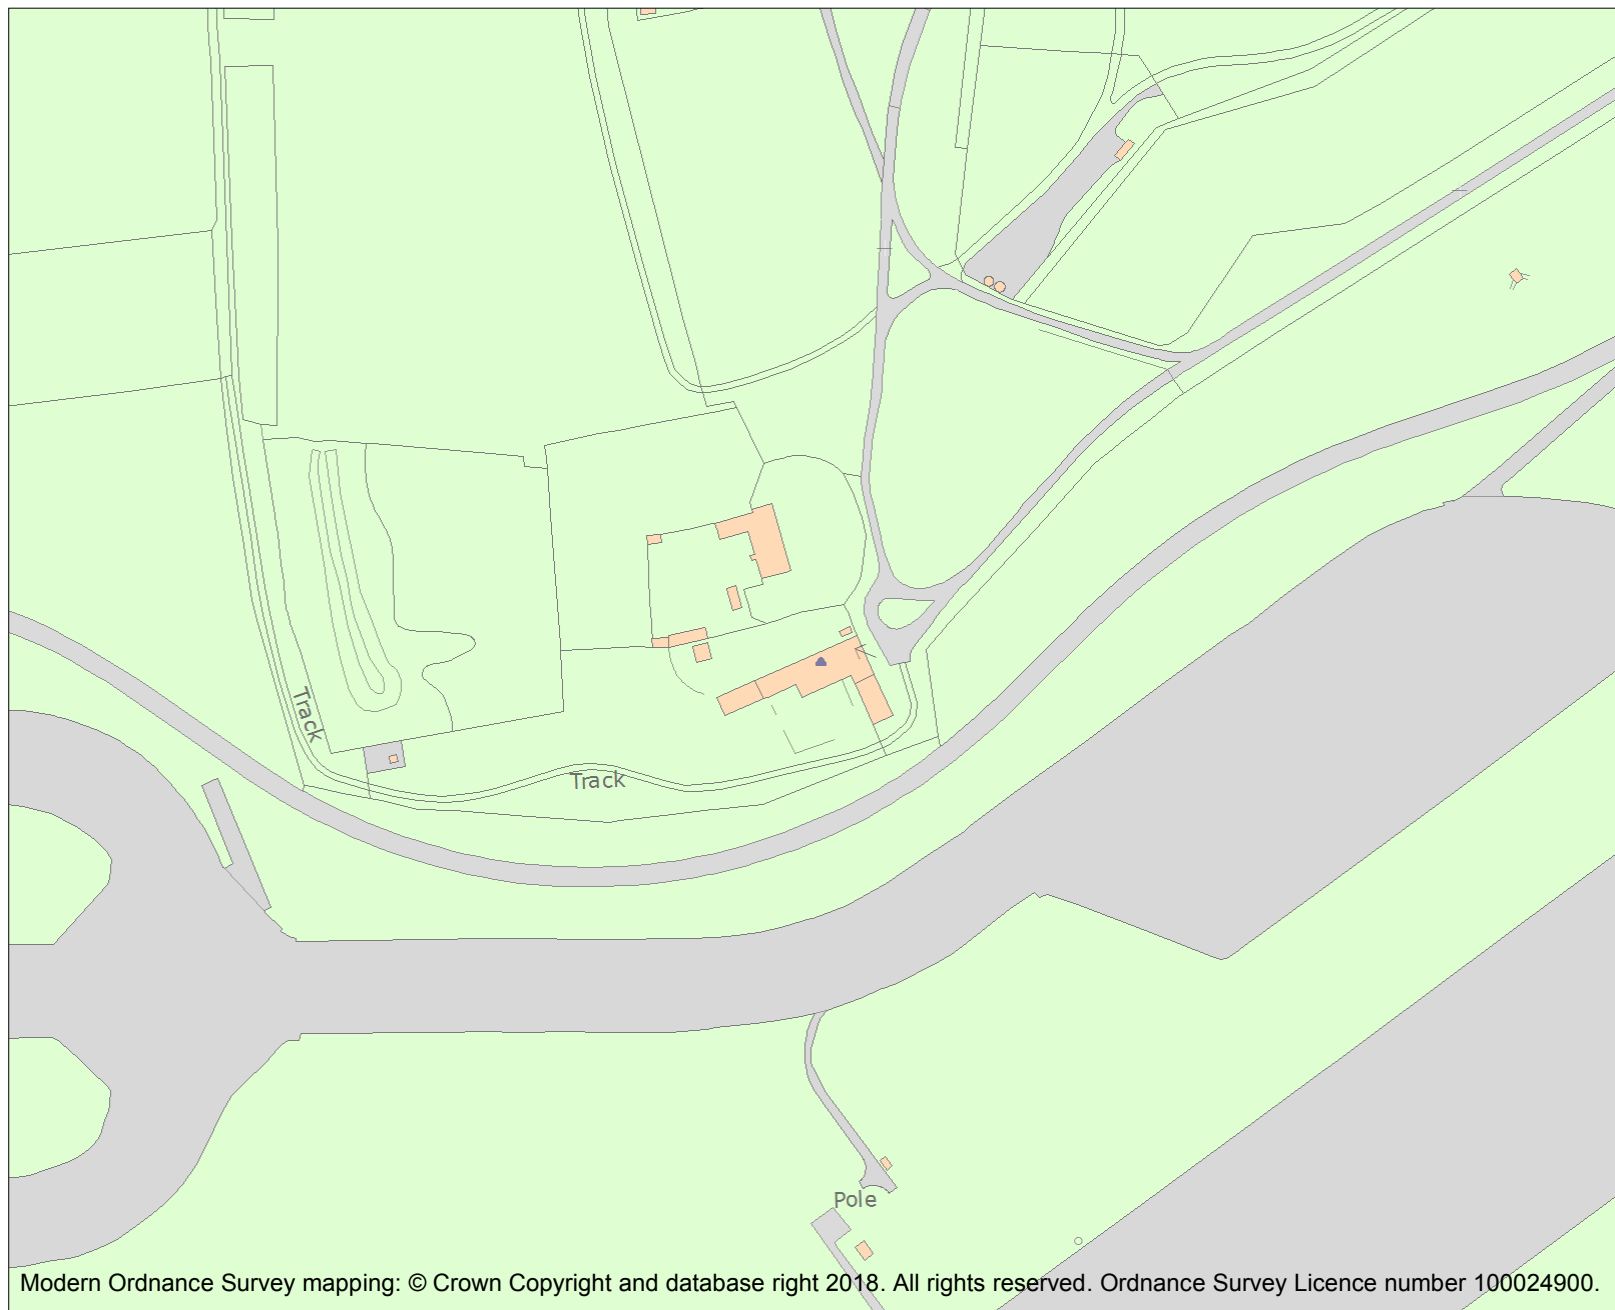 Track
Track
Pole
Modern Ordnance Survey mapping: © Crown Copyright and database right 2018. All rights reserved. Ordnance Survey Licence number 100024900.